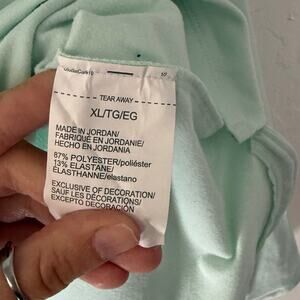 TEAR AWAY
XL/TG/EG
MADE IN JORDAN/
FABRIQUÉ EN JORDANIE/
HECHO EN JORDANIA
87% POLYESTER/poliéster
13% ELASTANE/
ÉLASTHANNE/elastano
EXCLUSIVE OF DECORATION/
SAUF LES DÉCORATIONS/
EXCEPTO DECORACIÓN